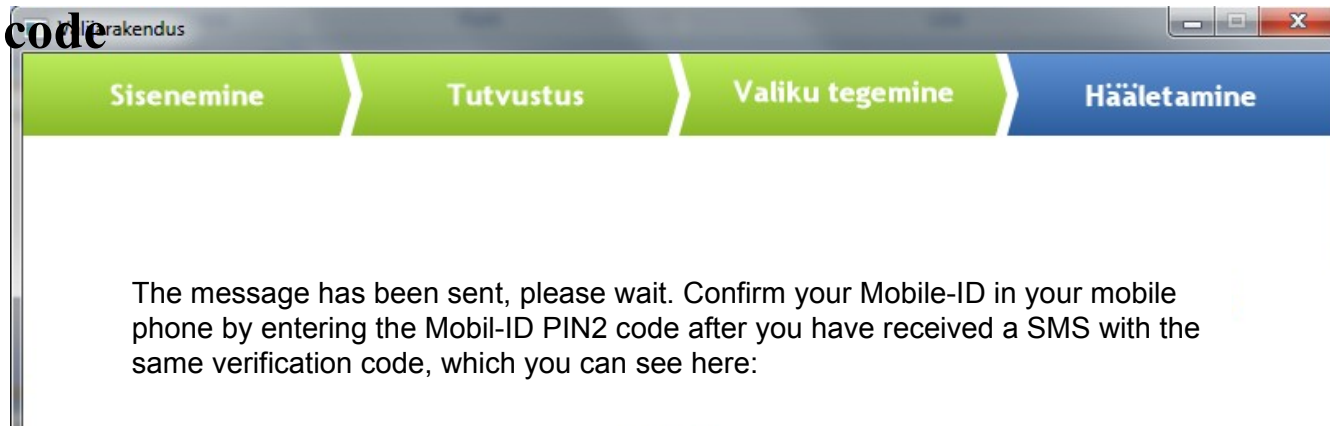 code
rakendus
Sisenemine Tutvustus Valiku tegemine Hääletamine
The message has been sent, please wait. Confirm your Mobile-ID in your mobile
phone by entering the Mobil-ID PIN2 code after you have received a SMS with the
same verification code, which you can see here: